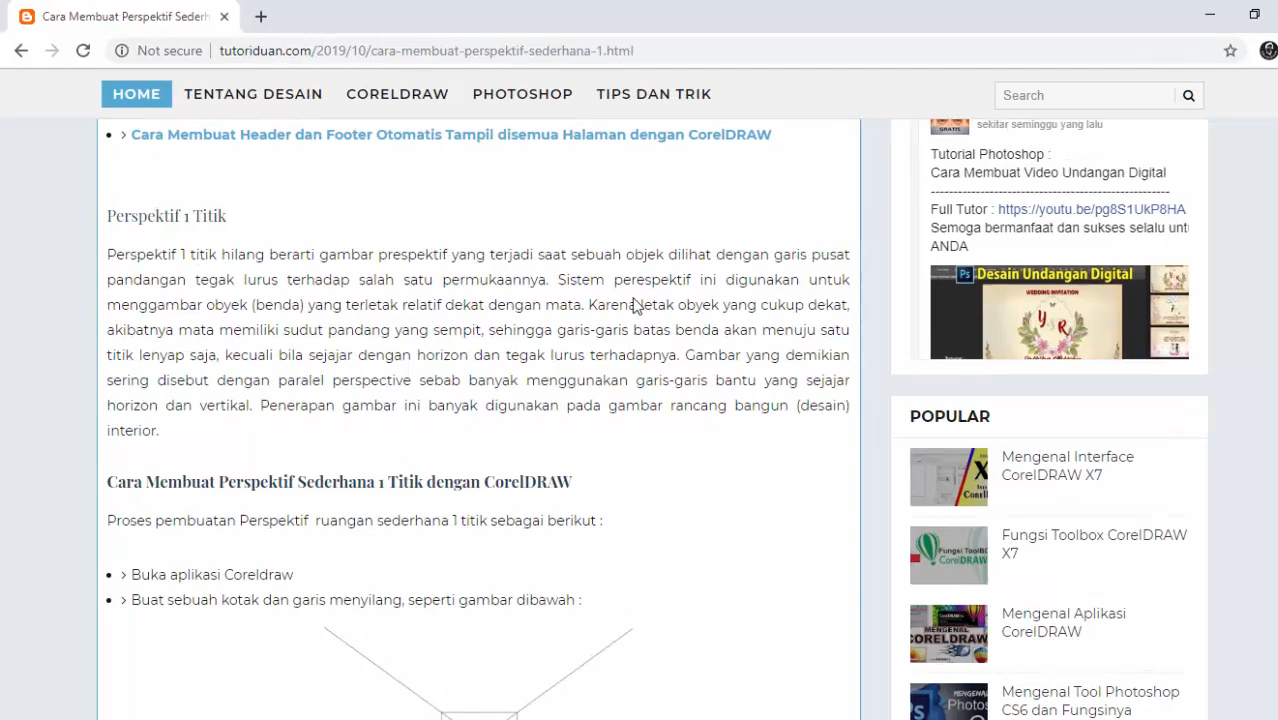 Cara Membuat Perspektif Sederh
Not secure
tutoriduan.com/2019/10/cara-membuat-perspektif-sederhana-1.html
HOME
TENTANG DESAIN
CORELDRAW
PHOTOSHOP
TIPS DAN TRIK
Search
› Cara Membuat Header dan Footer Otomatis Tampil disemua Halaman dengan CorelDRAW
Perspektif 1 Titik
Perspektif 1 titik hilang berarti gambar prespektif yang terjadi saat sebuah objek dilihat dengan garis pusat
pandangan tegak lurus terhadap salah satu permukaannya. Sistem perespektif ini digunakan untuk
menggambar obyek (benda) yang terletak relatif dekat dengan mata. Karena letak obyek yang cukup dekat,
akibatnya mata memiliki sudut pandang yang sempit, sehingga garis-garis batas benda akan menuju satu
titik lenyap saja, kecuali bila sejajar dengan horizon dan tegak lurus terhadapnya. Gambar yang demikian
sering disebut dengan paralel perspective sebab banyak menggunakan garis-garis bantu yang sejajar
horizon dan vertikal. Penerapan gambar ini banyak digunakan pada gambar rancang bangun (desain)
interior.
Cara Membuat Perspektif Sederhana 1 Titik dengan CorelDRAW
Proses pembuatan Perspektif ruangan sederhana 1 titik sebagai berikut :
› Buka aplikasi Coreldraw
› Buat sebuah kotak dan garis menyilang, seperti gambar dibawah :
GRATIS
sekitar seminggu yang lalu
Tutorial Photoshop :
Cara Membuat Video Undangan Digital
--------------------------------------------------------
Full Tutor : https://youtu.be/pg8S1UkP8HA
Semoga bermanfaat dan sukses selalu unt
ANDA
Ps Desain Undangan Digital
WEDDING INVITATION
Y R
POPULAR
Mengenal Interface
CorelDRAW X7
Fungsi Toolbox CorelDRAW
X7
Fungsi ToolBO
CorelDRAW
Mengenal Aplikasi
CorelDRAW
MENGENAL
CORELDRAW
Mengenal Tool Photoshop
CS6 dan Fungsinya
MENGENAL
Ps